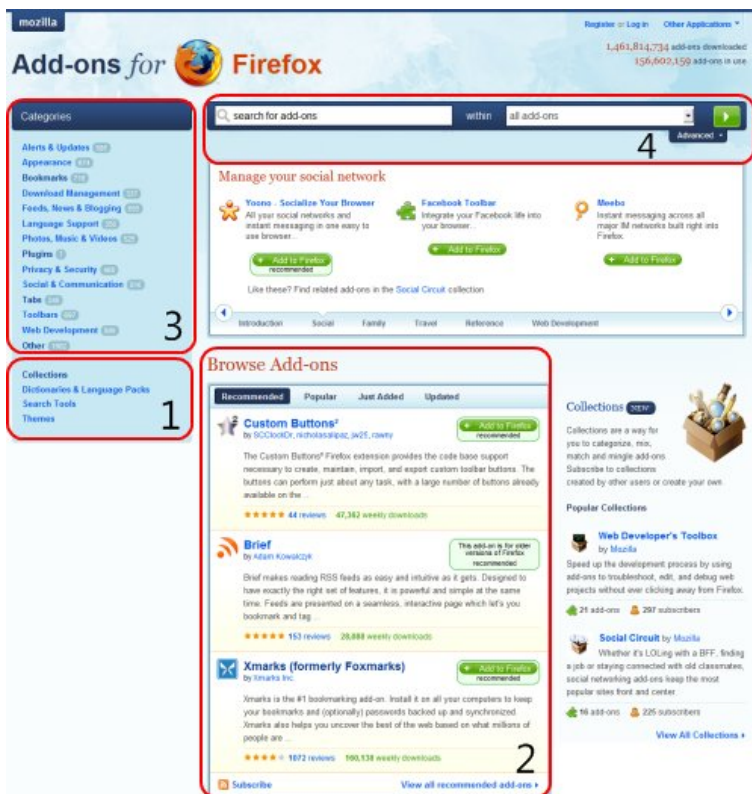 mozilla
Register or Log in Other Applications
1,461,814,734 add-ons downloaded
156,602,159 add-ons in use
Add-ons for Firefox
Categories
Alerts & Updates
Appearance
Bookmarks
Download Management
Feeds, News & Blogging
Language Support
Photos, Music & Videos
Plugins
Privacy & Security
Social & Communication
Tabs
Toolbars
Web Development
Other
3
Collections
Dictionaries & Language Packs
Search Tools
Themes
1
search for add-ons within all add-ons
Advanced
4
Manage your social network
Yoono - Socialize Your Browser
All your social networks and
instant messaging in one easy to
use browser...
Add to Firefox
recommended
Facebook Toolbar
Integrate your Facebook life into
your browser...
Add to Firefox
Meebo
Instant messaging across all
major IM networks built right into
Firefox.
Add to Firefox
Like these? Find related add-ons in the Social Circuit collection
Introduction Social Family Travel Reference Web Development
Browse Add-ons
Recommended Popular Just Added Updated
Custom Buttons²
by SCClockDr, nicholasalipaz, jw25, rawny
Add to Firefox
recommended
The Custom Buttons² Firefox extension provides the code base support
necessary to create, maintain, import, and export custom toolbar buttons. The
buttons can perform just about any task, with a large number of buttons already
available on the ...
44 reviews 47,362 weekly downloads
Brief
by Adam Kowalczyk
This add-on is for older
versions of Firefox
recommended
Brief makes reading RSS feeds as easy and intuitive as it gets. Designed to
have exactly the right set of features, it is powerful and simple at the same
time. Feeds are presented on a seamless, interactive page which let's you
bookmark and tag ...
153 reviews 20,888 weekly downloads
Xmarks (formerly Foxmarks)
by Xmarks Inc.
Add to Firefox
recommended
Xmarks is the #1 bookmarking add-on. Install it on all your computers to keep
your bookmarks and (optionally) passwords backed up and synchronized.
Xmarks also helps you uncover the best of the web based on what millions of
people are ...
1072 reviews 160,138 weekly downloads
2
Subscribe View all recommended add-ons
Collections NEW
Collections are a way for
you to categorize, mix,
match and mingle add-ons
Subscribe to collections
created by other users or create your own.
Popular Collections
Web Developer's Toolbox
by Mozilla
Speed up the development process by using
add-ons to troubleshoot, edit, and debug web
projects without ever clicking away from Firefox.
21 add-ons 297 subscribers
Social Circuit by Mozilla
Whether it's LOLing with a BFF, finding
a job or staying connected with old classmates,
social networking add-ons keep the most
popular sites front and center.
16 add-ons 225 subscribers
View All Collections